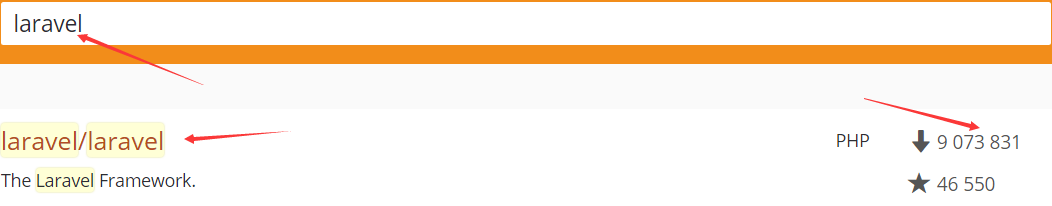 laravel
laravel/laravel
PHP
9 073 831
The Laravel Framework.
46 550